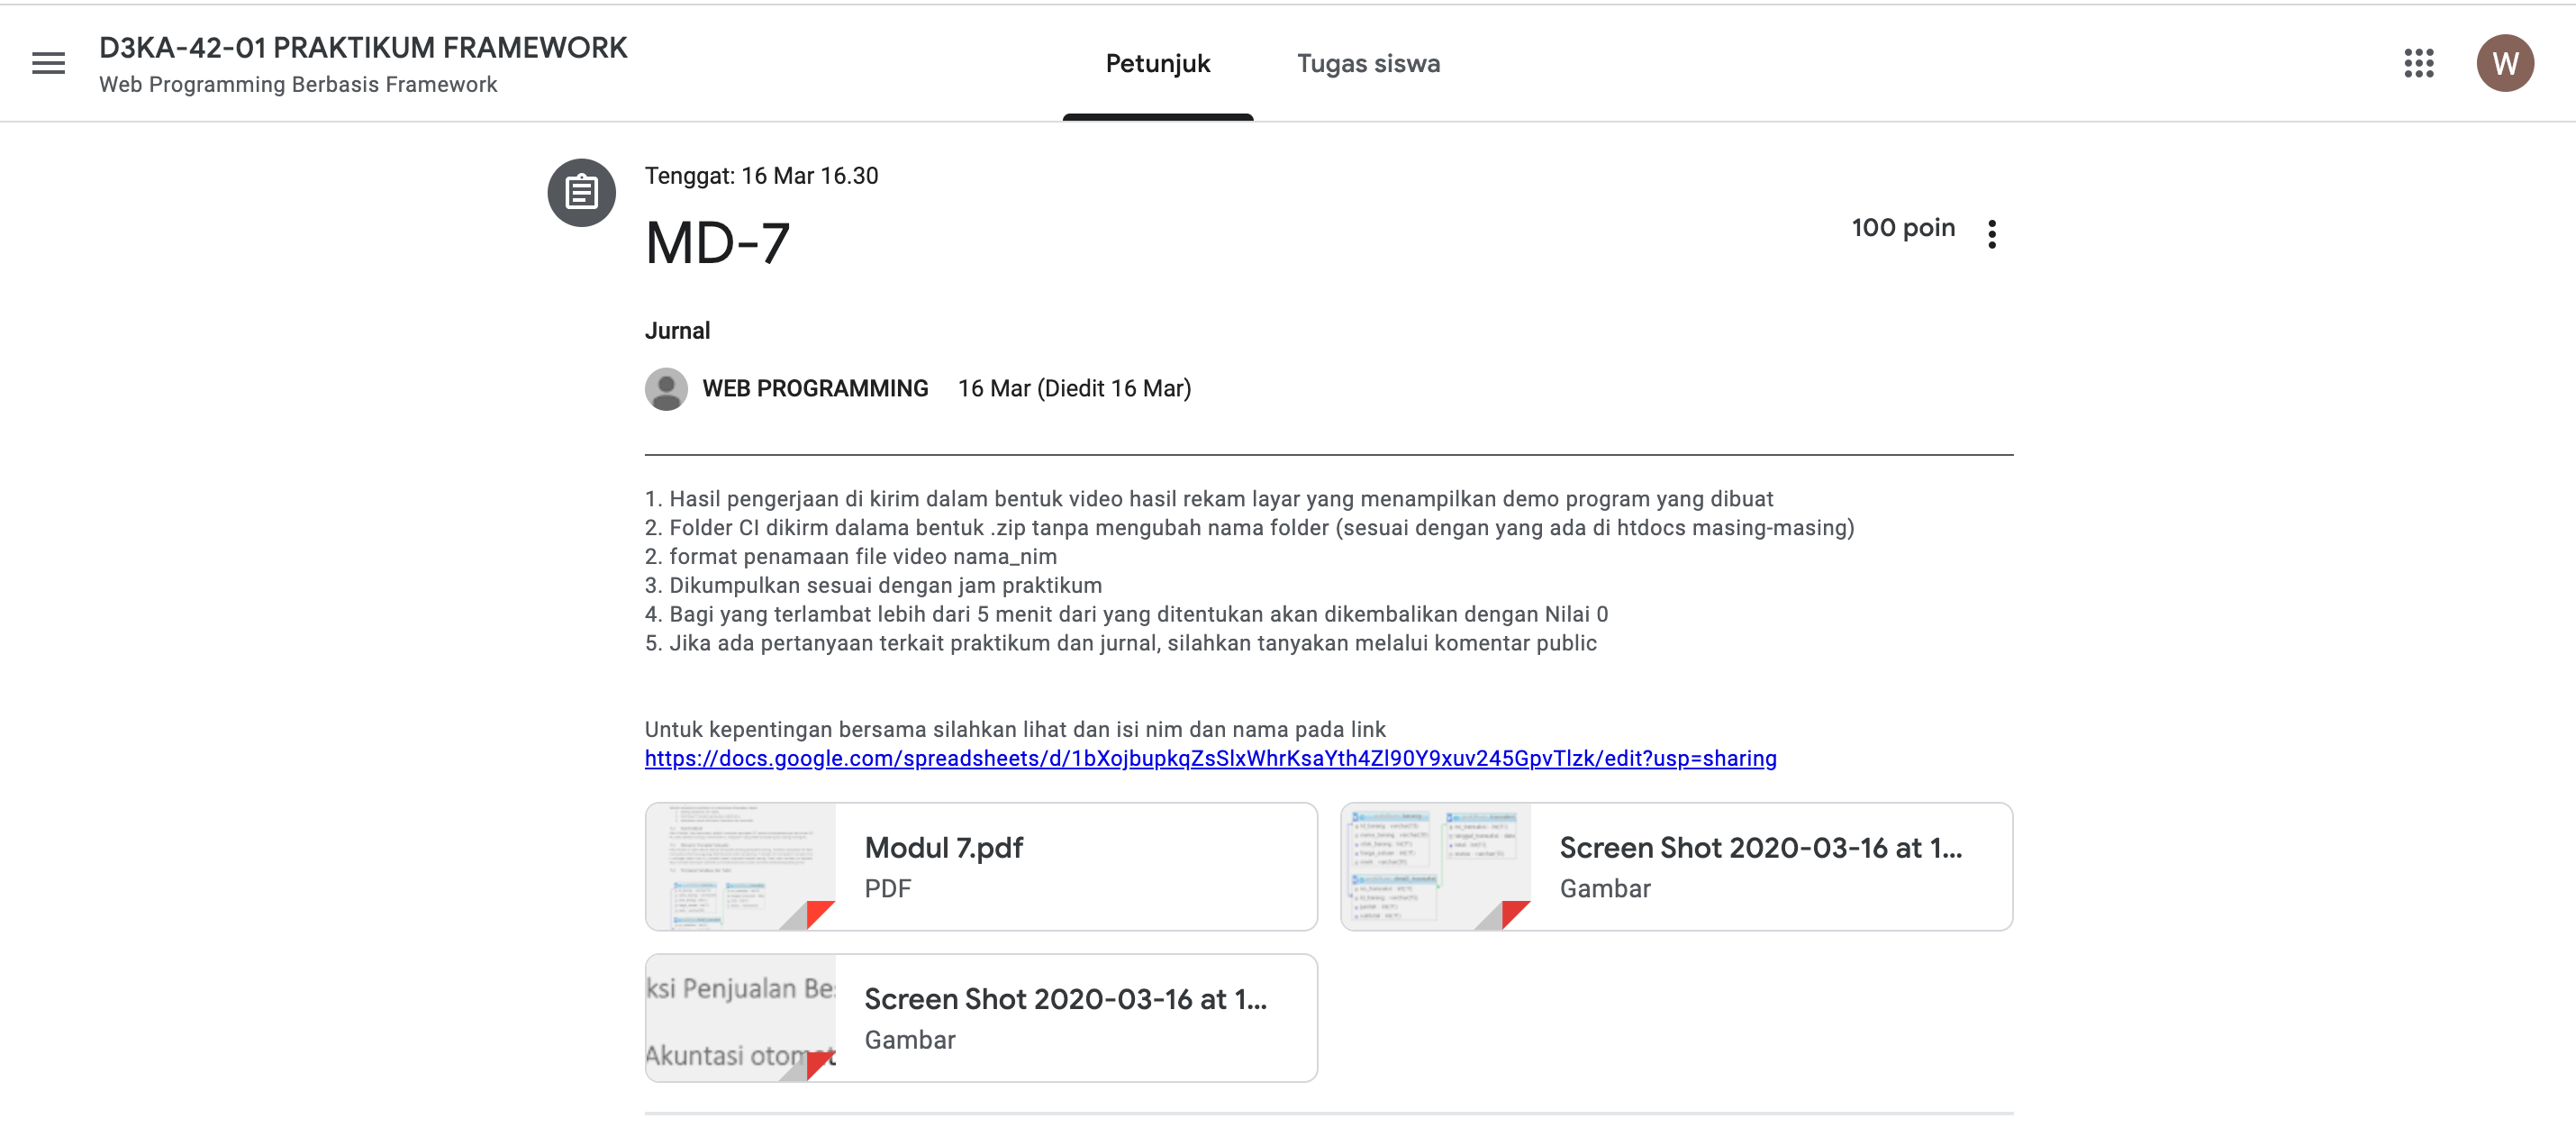 D3KA-42-01 PRAKTIKUM FRAMEWORK
Web Programming Berbasis Framework
Petunjuk
Tugas siswa
W
Tenggat: 16 Mar 16.30
MD-7
100 poin
Jurnal
WEB PROGRAMMING 16 Mar (Diedit 16 Mar)
1. Hasil pengerjaan di kirim dalam bentuk video hasil rekam layar yang menampilkan demo program yang dibuat
2. Folder CI dikirm dalama bentuk .zip tanpa mengubah nama folder (sesuai dengan yang ada di htdocs masing-masing)
2. format penamaan file video nama_nim
3. Dikumpulkan sesuai dengan jam praktikum
4. Bagi yang terlambat lebih dari 5 menit dari yang ditentukan akan dikembalikan dengan Nilai 0
5. Jika ada pertanyaan terkait praktikum dan jurnal, silahkan tanyakan melalui komentar public
Untuk kepentingan bersama silahkan lihat dan isi nim dan nama pada link
https://docs.google.com/spreadsheets/d/1bXojbupkqZsSlxWhrKsaYth4Zl90Y9xuv245GpvTlzk/edit?usp=sharing
Modul 7.pdf
PDF
Screen Shot 2020-03-16 at 1...
Gambar
ksi Penjualan Bes
Akuntasi otomat
Screen Shot 2020-03-16 at 1...
Gambar